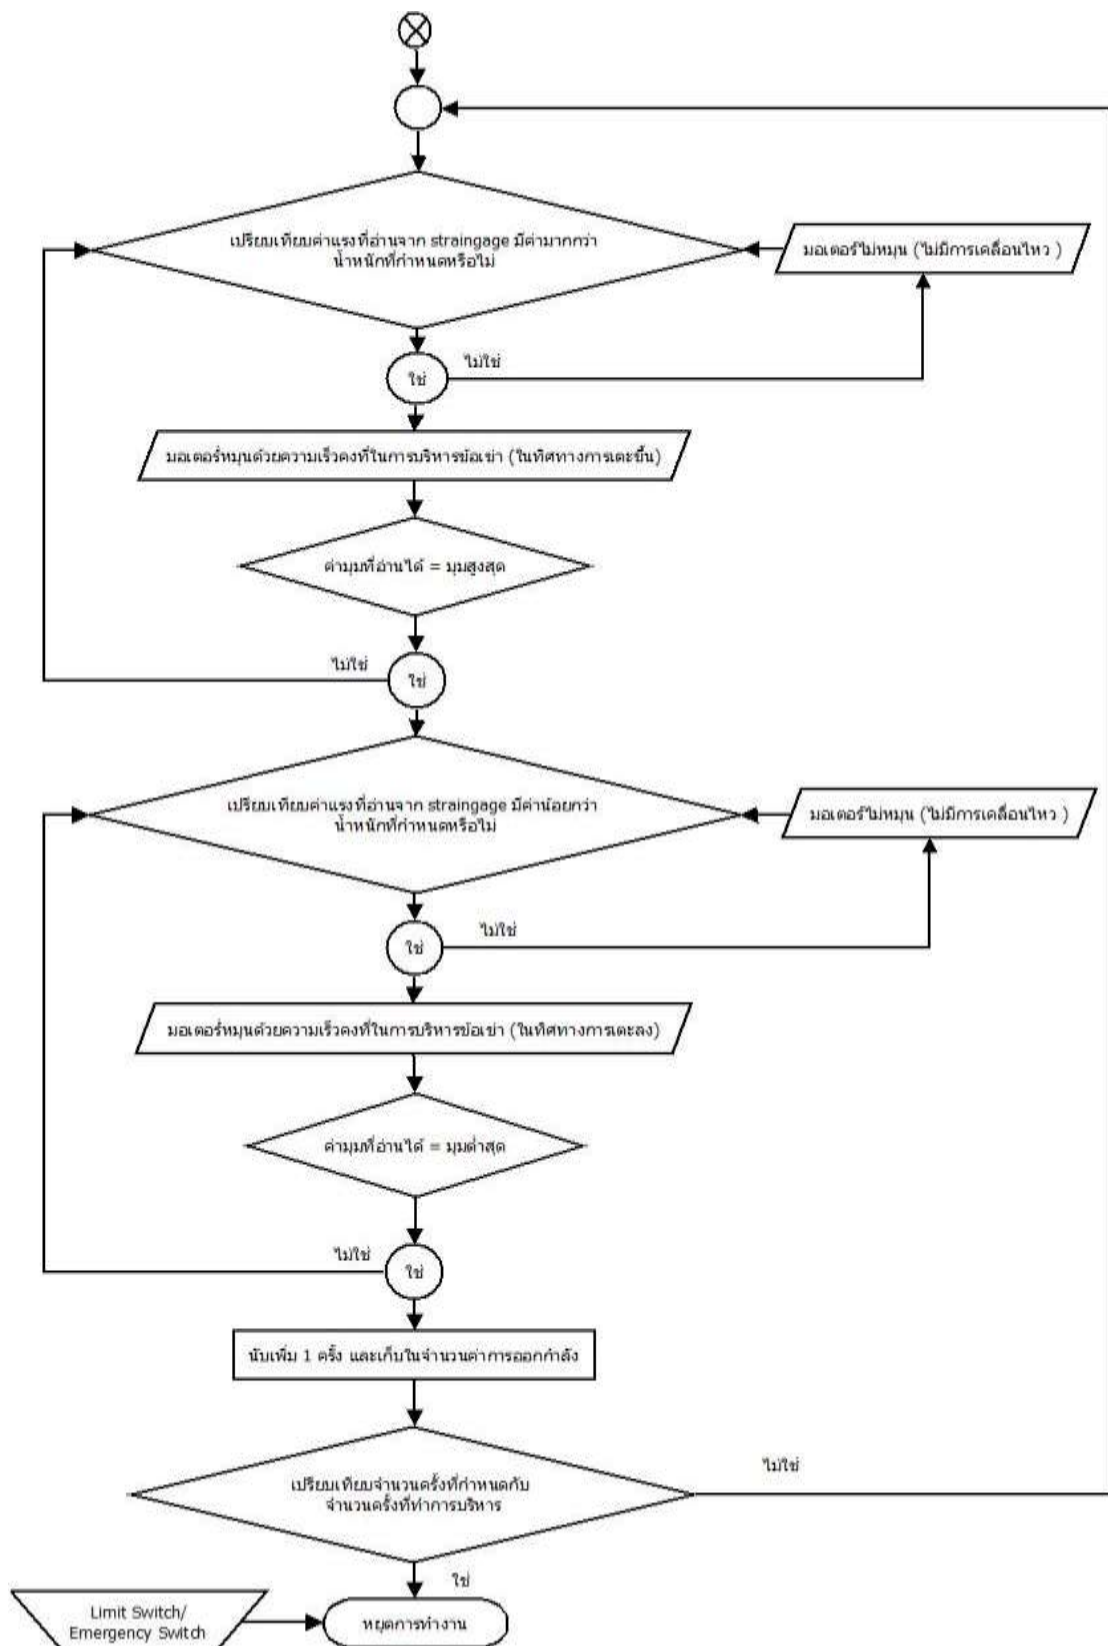 เปรียบเทียบค่าแรงที่อ่านจาก straingage มีค่ามากกว่า
น้ำหนักที่กำหนดหรือไม่
มอเตอร์ไม่หมุน (ไม่มีการเคลื่อนไหว )
ไม่ใช่
ใช่
มอเตอร์หมุนด้วยความเร็วคงที่ในการบริหารข้อเข่า (ในทิศทางการเตะขึ้น)
ค่ามุมที่อ่านได้ = มุมสูงสุด
ไม่ใช่
ใช่
เปรียบเทียบค่าแรงที่อ่านจาก straingage มีค่าน้อยกว่า
น้ำหนักที่กำหนดหรือไม่
มอเตอร์ไม่หมุน (ไม่มีการเคลื่อนไหว )
ไม่ใช่
ใช่
มอเตอร์หมุนด้วยความเร็วคงที่ในการบริหารข้อเข่า (ในทิศทางการเตะลง)
ค่ามุมที่อ่านได้ = มุมต่ำสุด
ไม่ใช่
ใช่
นับเพิ่ม 1 ครั้ง และเก็บในจำนวนค่าการออกกำลัง
เปรียบเทียบจำนวนครั้งที่กำหนดกับ
จำนวนครั้งที่ทำการบริหาร
ไม่ใช่
ใช่
Limit Switch/
Emergency Switch
หยุดการทำงาน